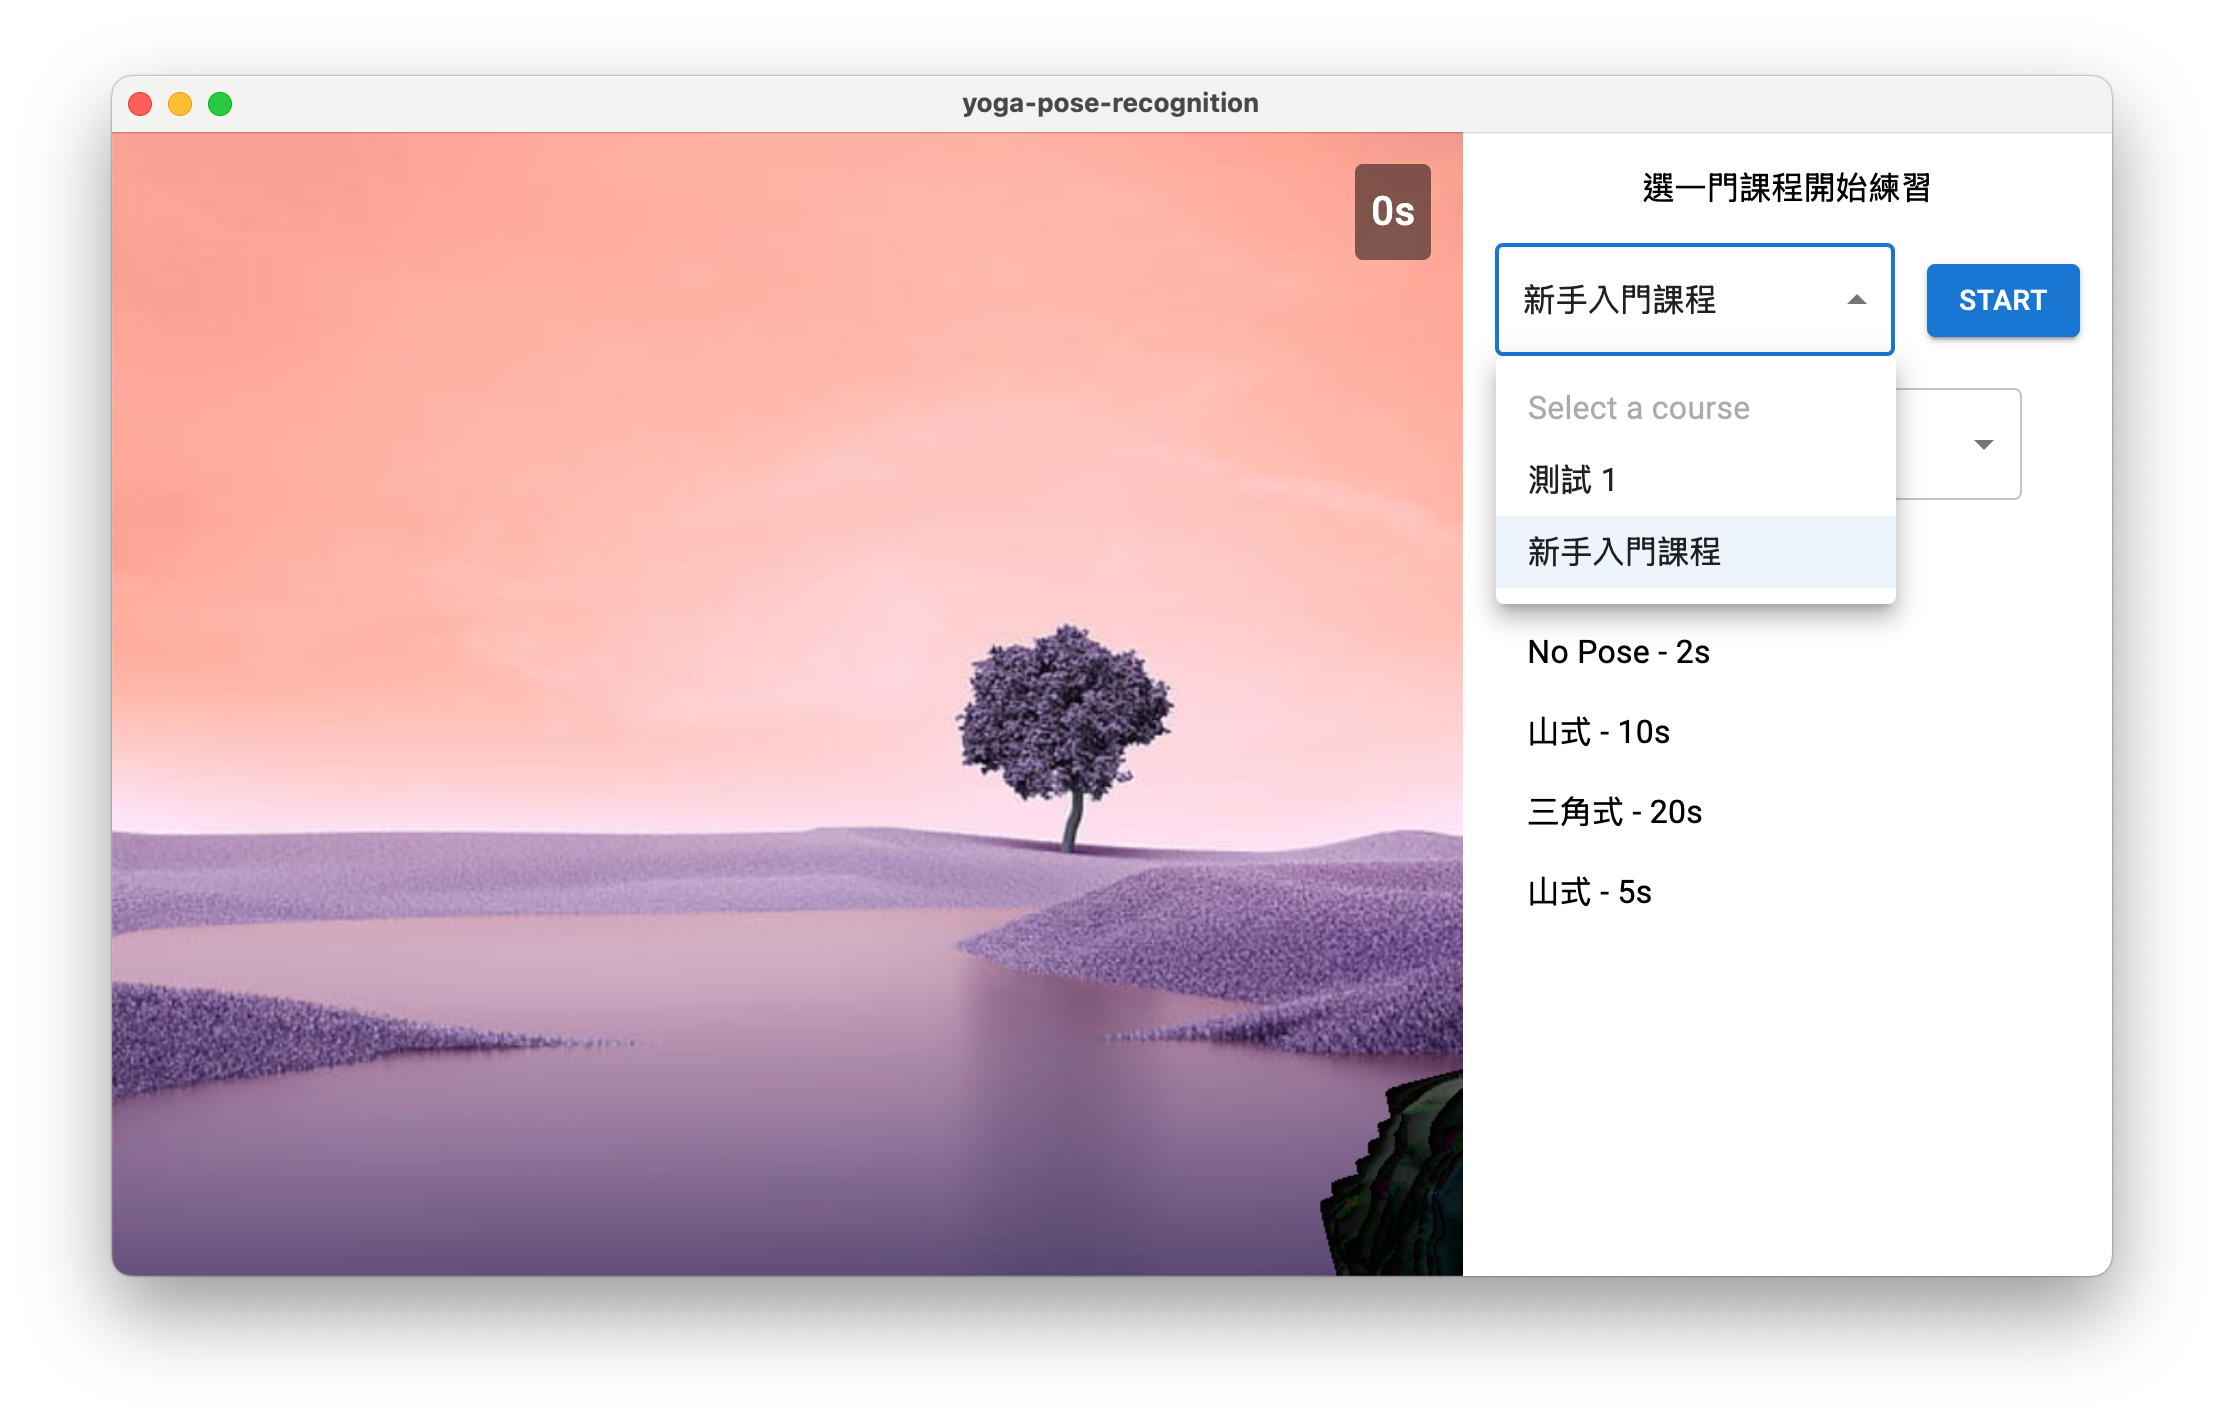 yoga-pose-recognition
0s
選一門課程開始練習
新手入門課程
START
Select a course
測試 1
新手入門課程
No Pose - 2s
山式 - 10s
三角式 - 20s
山式 - 5s